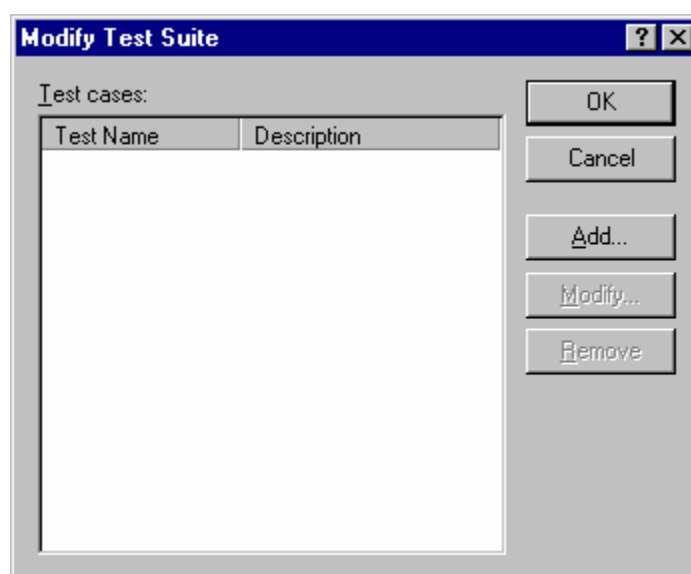 Modify Test Suite
Test cases:
Test Name Description
OK
Cancel
Add...
Modify...
Remove